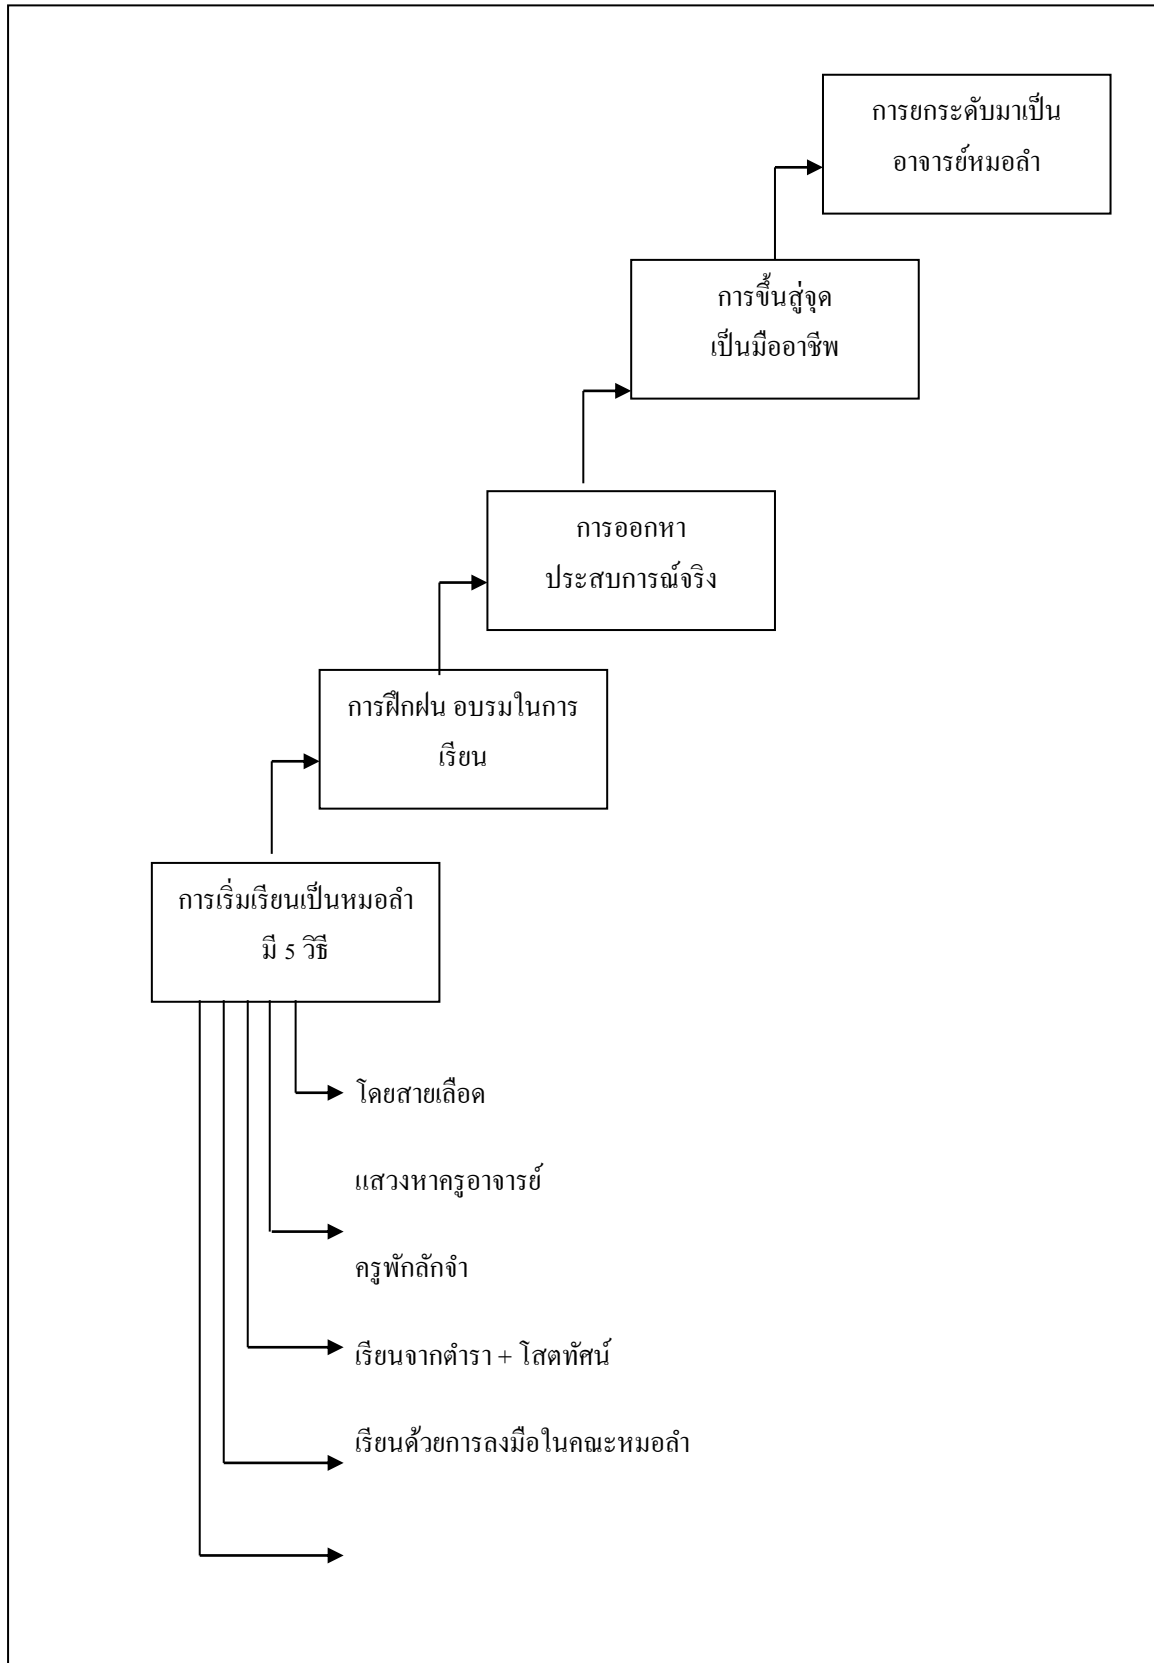 การยกระดับมาเป็น
อาจารย์หมอลำ
การขึ้นสู่จุด
เป็นมืออาชีพ
การออกหา
ประสบการณ์จริง
การฝึกฝน อบรมในการ
เรียน
การเริ่มเรียนเป็นหมอลำ
มี 5 วิธี
โดยสายเลือด
แสวงหาครูอาจารย์
ครูพักลักจำ
เรียนจากตำรา + โสตทัศน์
เรียนด้วยการลงมือในคณะหมอลำ